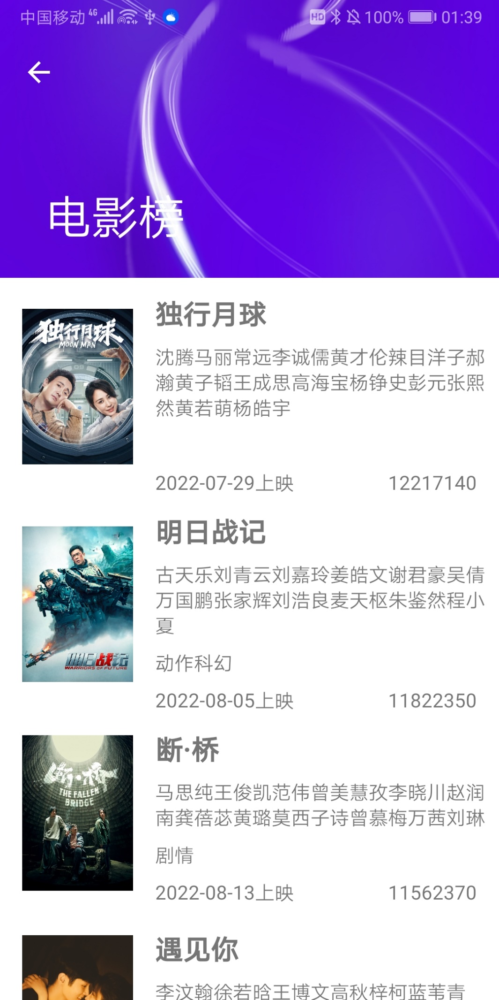 中国移动 4G HD 100% 01:39
电影榜
独行月球
MOON MAN
09
独行月球
沈腾马丽常远李诚儒黄才伦辣目洋子郝
瀚黄子韬王成思高海宝杨铮史彭元张熙
然黄若萌杨皓宇
2022-07-29上映 12217140
明日战记
WARRIORS OF FUTURE
明日战记
古天乐刘青云刘嘉玲姜皓文谢君豪吴倩
万国鹏张家辉刘浩良麦天枢朱鉴然程小
夏
动作科幻
2022-08-05上映 11822350
断·桥
THE FALLEN
BRIDGE
断·桥
马思纯王俊凯范伟曾美慧孜李晓川赵润
南龚蓓苾黄璐莫西子诗曾慕梅万茜刘琳
剧情
2022-08-13上映 11562370
遇见你
李汶翰徐若晗王博文高秋梓柯蓝苇青